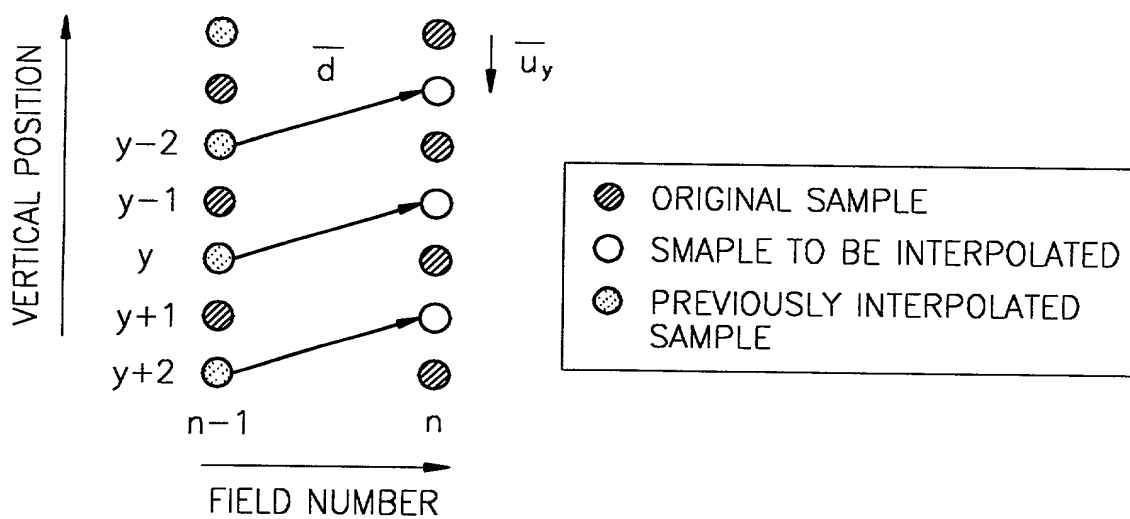 VERTICAL POSITION
d
u_y
y-2
y-1
y
y+1
y+2
n-1
n
FIELD NUMBER
ORIGINAL SAMPLE
SMAPLE TO BE INTERPOLATED
PREVIOUSLY INTERPOLATED
SAMPLE